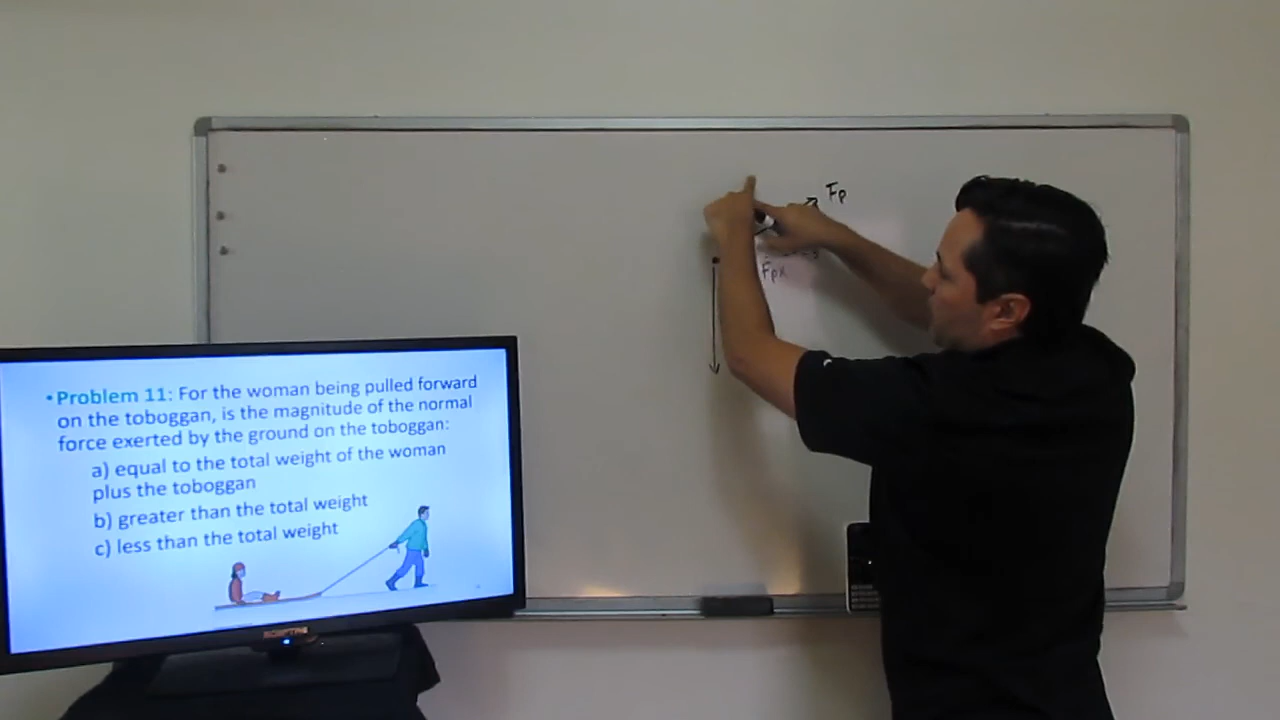 • Problem 11: For the woman being pulled forward
on the toboggan, is the magnitude of the normal
force exerted by the ground on the toboggan:
a) equal to the total weight of the woman
plus the toboggan
b) greater than the total weight
c) less than the total weight
Fp
Fpx
SCEPTRE